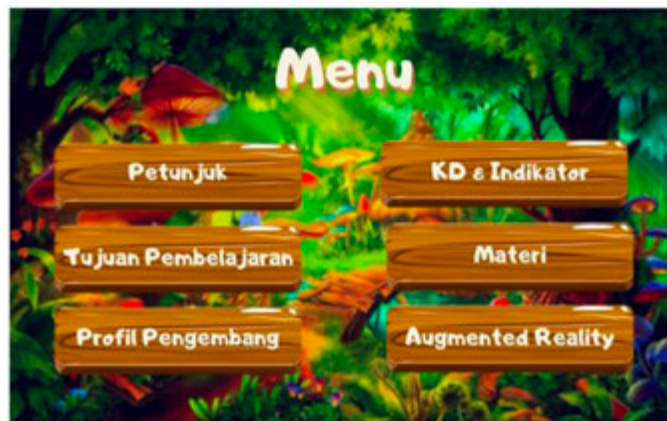 Menu
Petunjuk
KD & Indikator
Tujuan Pembelajaran
Materi
Profil Pengembang
Augmented Reality